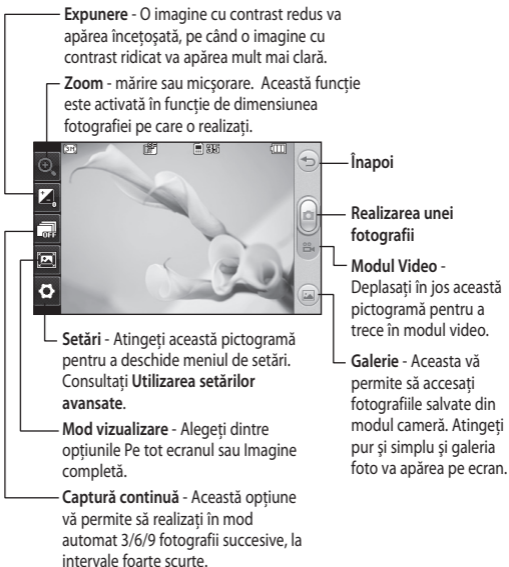 Expunere - O imagine cu contrast redus va
apărea încețoșată, pe când o imagine cu
contrast ridicat va apărea mult mai clară.
Zoom - mărire sau micșorare. Această funcție
este activată în funcție de dimensiunea
fotografiei pe care o realizați.
Înapoi
Realizarea unei
fotografii
Modul Video -
Deplasați în jos această
pictogramă pentru a
trece în modul video.
Galerie - Aceasta vă
permite să accesați
fotografiile salvate din
modul cameră. Atingeți
pur și simplu și galeria
foto va apărea pe ecran.
OFF
Setări - Atingeți această pictogramă
pentru a deschide meniul de setări.
Consultați Utilizarea setărilor
avansate.
Mod vizualizare - Alegeți dintre
opțiunile Pe tot ecranul sau Imagine
completă.
Captură continuă - Această opțiune
vă permite să realizați în mod
automat 3/6/9 fotografii succesive, la
intervale foarte scurte.